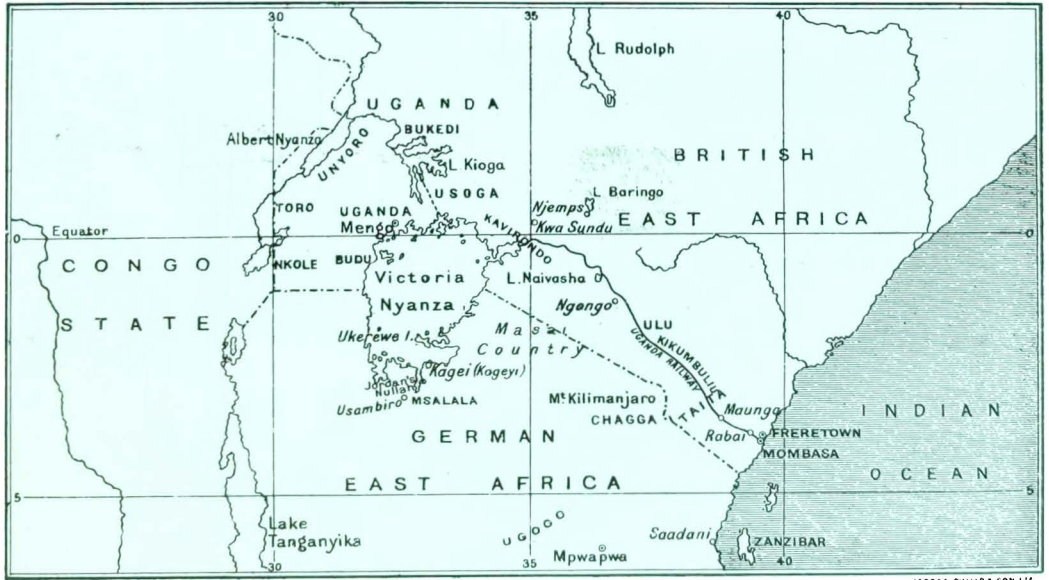 30 35 40
L. Rudolph
UGANDA
Albert Nyanza
BUKEDI
UNYORO
L. Kioga
BRITISH
EAST AFRICA
USOGA
L. Baringo
TORO
UGANDA
Mengo
Njemps
Kwa Sundu
KAVIRONDO
Equator
0 0
CONGO
STATE
NKOLE
BUDU
Victoria
Nyanza
L. Naivasha
Ngongo
Ukerewe I.
Masai
Country
ULU
KIKUMBULIU
UGANDA RAILWAY
Kagei (Kogeyi)
Jordan's
Nullah
Usambiro
MSALALA
Mt. Kilimanjaro
CHAGGA
TAITA
Maungu
Rabai
FRERETOWN
MOMBASA
INDIAN
OCEAN
GERMAN
EAST AFRICA
5 5
Lake
Tanganyika
UGOGO
Mpwapwa
Saadani
ZANZIBAR
30 35 40